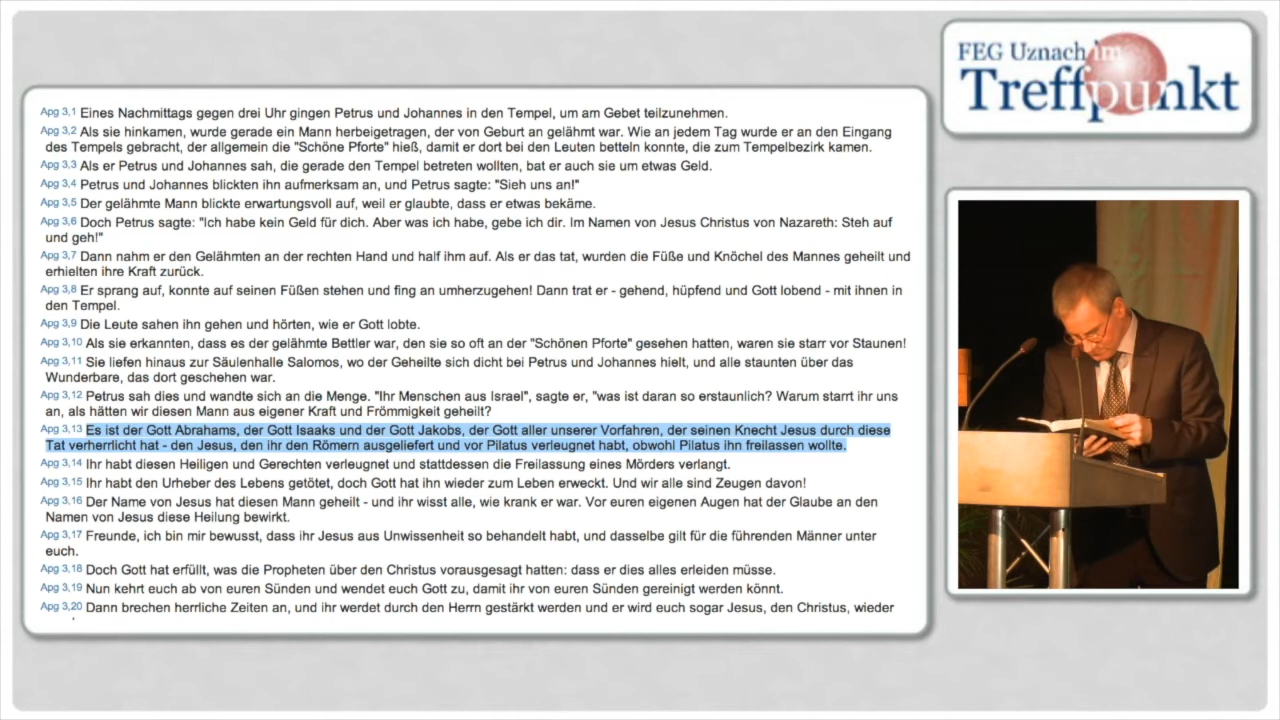 FEG Uznach im
Treffpunkt
Apg 3,1 Eines Nachmittags gegen drei Uhr gingen Petrus und Johannes in den Tempel, um am Gebet teilzunehmen.
Apg 3,2 Als sie hinkamen, wurde gerade ein Mann herbeigetragen, der von Geburt an gelähmt war. Wie an jedem Tag wurde er an den Eingang
des Tempels gebracht, der allgemein die "Schöne Pforte" hieß, damit er dort bei den Leuten betteln konnte, die zum Tempelbezirk kamen.
Apg 3,3 Als er Petrus und Johannes sah, die gerade den Tempel betreten wollten, bat er auch sie um etwas Geld.
Apg 3,4 Petrus und Johannes blickten ihn aufmerksam an, und Petrus sagte: "Sieh uns an!"
Apg 3,5 Der gelähmte Mann blickte erwartungsvoll auf, weil er glaubte, dass er etwas bekäme.
Apg 3,6 Doch Petrus sagte: "Ich habe kein Geld für dich. Aber was ich habe, gebe ich dir. Im Namen von Jesus Christus von Nazareth: Steh auf
und geh!"
Apg 3,7 Dann nahm er den Gelähmten an der rechten Hand und half ihm auf. Als er das tat, wurden die Füße und Knöchel des Mannes geheilt und
erhielten ihre Kraft zurück.
Apg 3,8 Er sprang auf, konnte auf seinen Füßen stehen und fing an umherzugehen! Dann trat er - gehend, hüpfend und Gott lobend - mit ihnen in
den Tempel.
Apg 3,9 Die Leute sahen ihn gehen und hörten, wie er Gott lobte.
Apg 3,10 Als sie erkannten, dass es der gelähmte Bettler war, den sie so oft an der "Schönen Pforte" gesehen hatten, waren sie starr vor Staunen!
Apg 3,11 Sie liefen hinaus zur Säulenhalle Salomos, wo der Geheilte sich dicht bei Petrus und Johannes hielt, und alle staunten über das
Wunderbare, das dort geschehen war.
Apg 3,12 Petrus sah dies und wandte sich an die Menge. "Ihr Menschen aus Israel", sagte er, "was ist daran so erstaunlich? Warum starrt ihr uns
an, als hätten wir diesen Mann aus eigener Kraft und Frömmigkeit geheilt?
Apg 3,13 Es ist der Gott Abrahams, der Gott Isaaks und der Gott Jakobs, der Gott aller unserer Vorfahren, der seinen Knecht Jesus durch diese
Tat verherrlicht hat - den Jesus, den ihr den Römern ausgeliefert und vor Pilatus verleugnet habt, obwohl Pilatus ihn freilassen wollte.
Apg 3,14 Ihr habt diesen Heiligen und Gerechten verleugnet und stattdessen die Freilassung eines Mörders verlangt.
Apg 3,15 Ihr habt den Urheber des Lebens getötet, doch Gott hat ihn wieder zum Leben erweckt. Und wir alle sind Zeugen davon!
Apg 3,16 Der Name von Jesus hat diesen Mann geheilt - und ihr wisst alle, wie krank er war. Vor euren eigenen Augen hat der Glaube an den
Namen von Jesus diese Heilung bewirkt.
Apg 3,17 Freunde, ich bin mir bewusst, dass ihr Jesus aus Unwissenheit so behandelt habt, und dasselbe gilt für die führenden Männer unter
euch.
Apg 3,18 Doch Gott hat erfüllt, was die Propheten über den Christus vorausgesagt hatten: dass er dies alles erleiden müsse.
Apg 3,19 Nun kehrt euch ab von euren Sünden und wendet euch Gott zu, damit ihr von euren Sünden gereinigt werden könnt.
Apg 3,20 Dann brechen herrliche Zeiten an, und ihr werdet durch den Herrn gestärkt werden und er wird euch sogar Jesus, den Christus, wieder